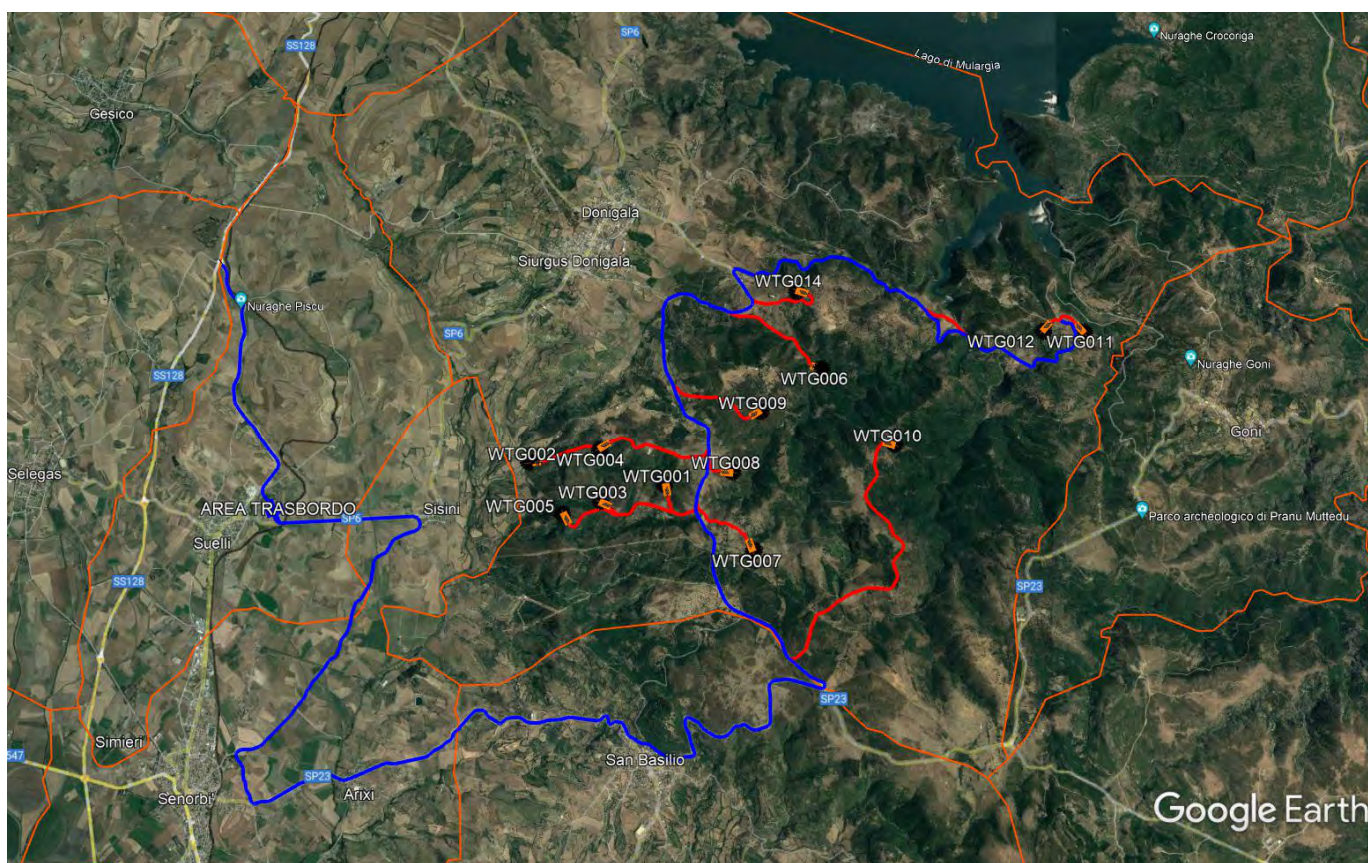 SP6
SS128
Nuraghe Crocoriga
Lago di Mulargia
Gesico
Donigala
Siurgus Donigala
WTG014
Nuraghe Piscu
SP6
WTG012
WTG011
Nuraghe Goni
SS128
WTG006
WTG009
Goni
WTG010
WTG002
WTG004
WTG008
Selegas
WTG001
WTG003
WTG005
AREA TRASBORDO
SP6
Sisini
Parco archeologico di Pranu Muttedu
Suelli
WTG007
SS128
SP23
SP23
Simieri
547
San Basilio
SP23
Arixi
Senorbì
Google Earth